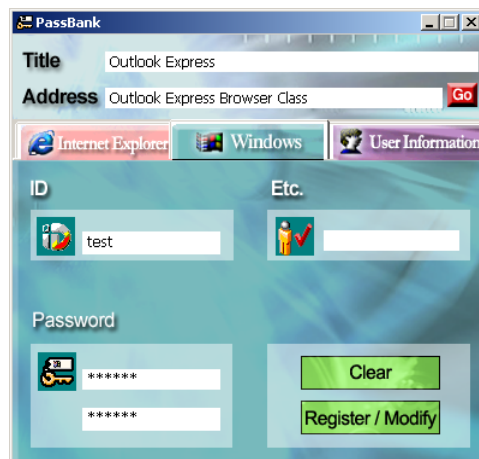 PassBank
Title Outlook Express
Address Outlook Express Browser Class Go
Internet Explorer Windows User Information
ID Etc.
test
Password
******
******
Clear
Register / Modify